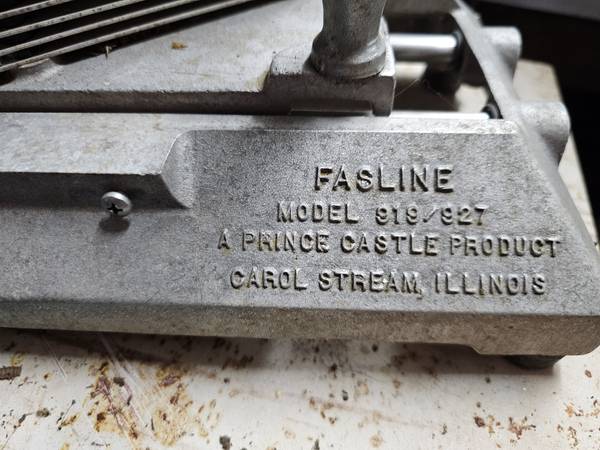 FASLINE
MODEL 919/927
A PRINCE CASTLE PRODUCT
CAROL STREAM, ILLINOIS